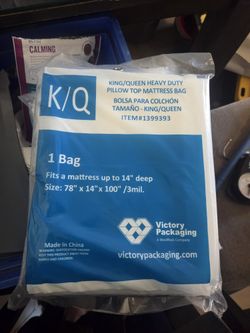 CALMING
K/Q
KING/QUEEN HEAVY DUTY
PILLOW TOP MATTRESS BAG
BOLSA PARA COLCHÓN
TAMAÑO - KING/QUEEN
ITEM#1399393
1 Bag
Fits a mattress up to 14" deep
Size: 78" x 14"x 100" /3mil.
Victory
Packaging
Made in China
victorypackaging.com